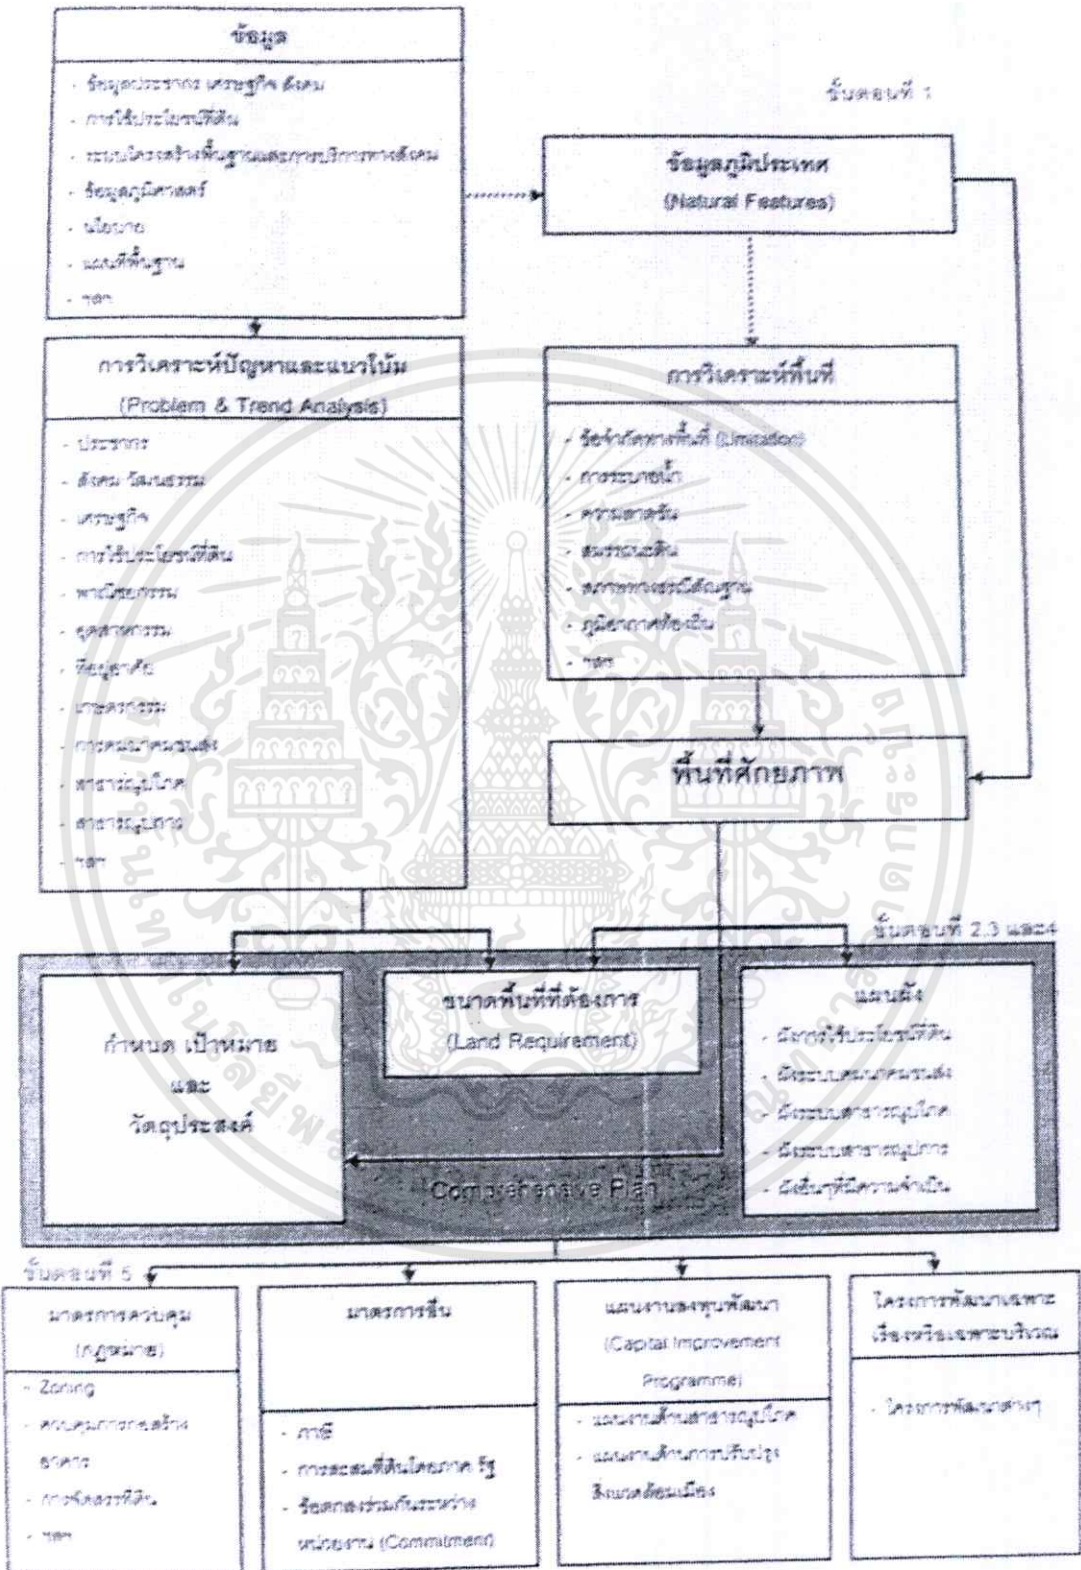 ข้อมูล
- ข้อมูลประชากร เศรษฐกิจ สังคม
- การใช้ประโยชน์ที่ดิน
- ระบบโครงสร้างพื้นฐานและการบริการทางสังคม
- ข้อมูลภูมิศาสตร์
- นโยบาย
- แผนที่พื้นฐาน
- ฯลฯ
ขั้นตอนที่ 1
ข้อมูลภูมิประเทศ
(Natural Features)
การวิเคราะห์ปัญหาและแนวโน้ม
(Problem & Trend Analysis)
- ประชากร
- สังคม วัฒนธรรม
- เศรษฐกิจ
- การใช้ประโยชน์ที่ดิน
- พาณิชยกรรม
- อุตสาหกรรม
- ที่อยู่อาศัย
- เกษตรกรรม
- การคมนาคมขนส่ง
- สาธารณูปโภค
- สาธารณูปการ
- ฯลฯ
การวิเคราะห์พื้นที่
- ข้อจำกัดทางพื้นที่ (Limitation)
- การระบายน้ำ
- ความลาดชัน
- สมรรถนะดิน
- สภาพทางธรณีสัณฐาน
- ภูมิอากาศท้องถิ่น
- ฯลฯ
พื้นที่ศักยภาพ
ขั้นตอนที่ 2,3 และ4
กำหนด เป้าหมาย
และ
วัตถุประสงค์
ขนาดพื้นที่ที่ต้องการ
(Land Requirement)
แผนผัง
- ผังการใช้ประโยชน์ที่ดิน
- ผังระบบคมนาคมขนส่ง
- ผังระบบสาธารณูปโภค
- ผังระบบสาธารณูปการ
- ผังอื่นๆที่มีความจำเป็น
Comprehensive Plan
ขั้นตอนที่ 5
มาตรการควบคุม
(กฎหมาย)
- Zoning
- ควบคุมการก่อสร้าง
อาคาร
- การจัดสรรที่ดิน
- ฯลฯ
มาตรการอื่น
- ภาษี
- การสะสมที่ดินโดยภาค รัฐ
- ข้อตกลงร่วมกันระหว่าง
หน่วยงาน (Commitment)
แผนงานลงทุนพัฒนา
(Capital Improvement
Programme)
- แผนงานด้านสาธารณูปโภค
- แผนงานด้านการปรับปรุง
สิ่งแวดล้อมเมือง
โครงการพัฒนาเฉพาะ
เรื่องหรือเฉพาะบริเวณ
- โครงการพัฒนาต่างๆ